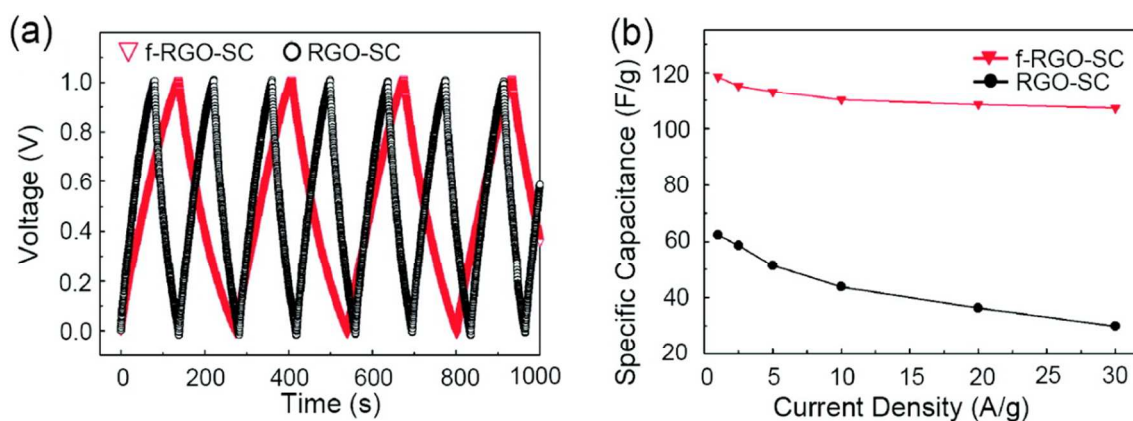 (a)
f-RGO-SC RGO-SC
Voltage (V)
1.0
0.8
0.6
0.4
0.2
0.0
0 200 400 600 800 1000
Time (s)
(b)
f-RGO-SC
RGO-SC
Specific Capacitance (F/g)
120
100
80
60
40
20
0 5 10 15 20 25 30
Current Density (A/g)